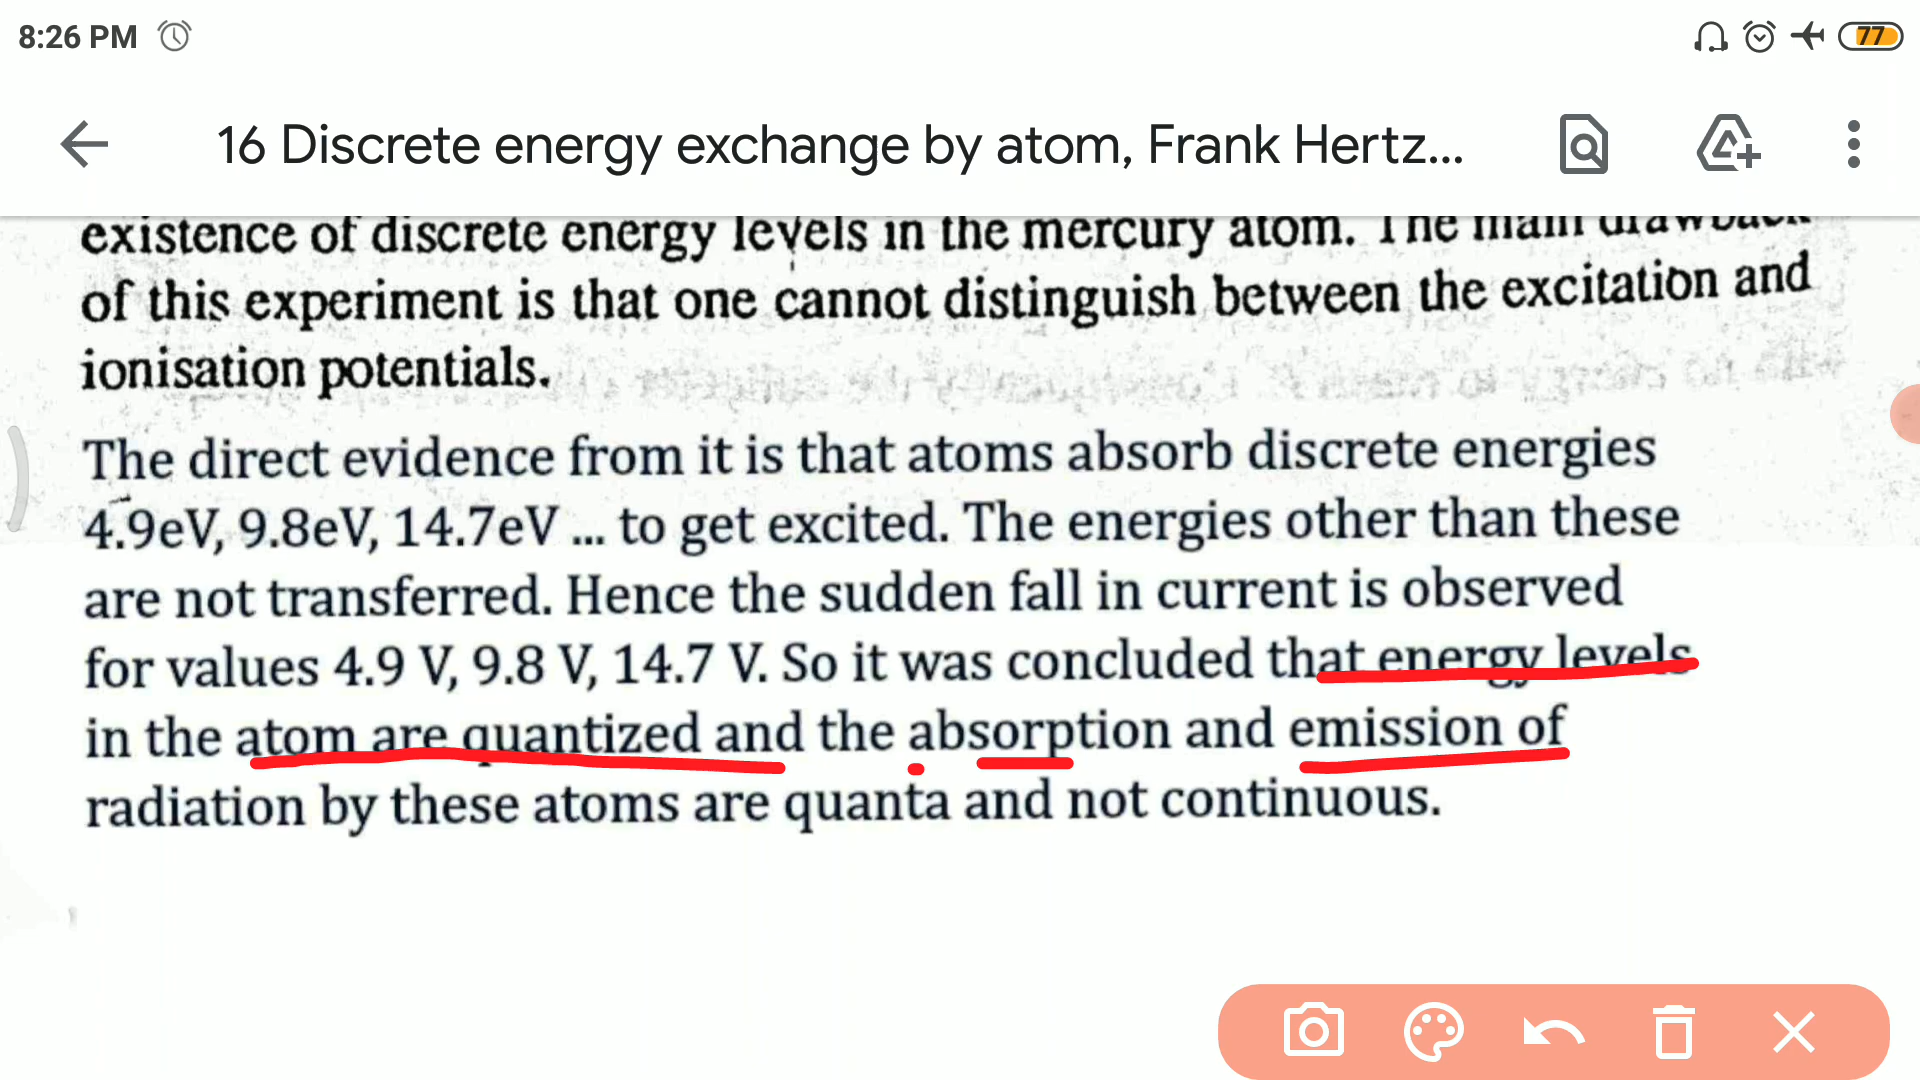 8:26 PM
77
16 Discrete energy exchange by atom, Frank Hertz...
existence of discrete energy levels in the mercury atom. The main drawback
of this experiment is that one cannot distinguish between the excitation and
ionisation potentials.
The direct evidence from it is that atoms absorb discrete energies
4.9eV, 9.8eV, 14.7eV ... to get excited. The energies other than these
are not transferred. Hence the sudden fall in current is observed
for values 4.9 V, 9.8 V, 14.7 V. So it was concluded that energy levels
in the atom are quantized and the absorption and emission of
radiation by these atoms are quanta and not continuous.